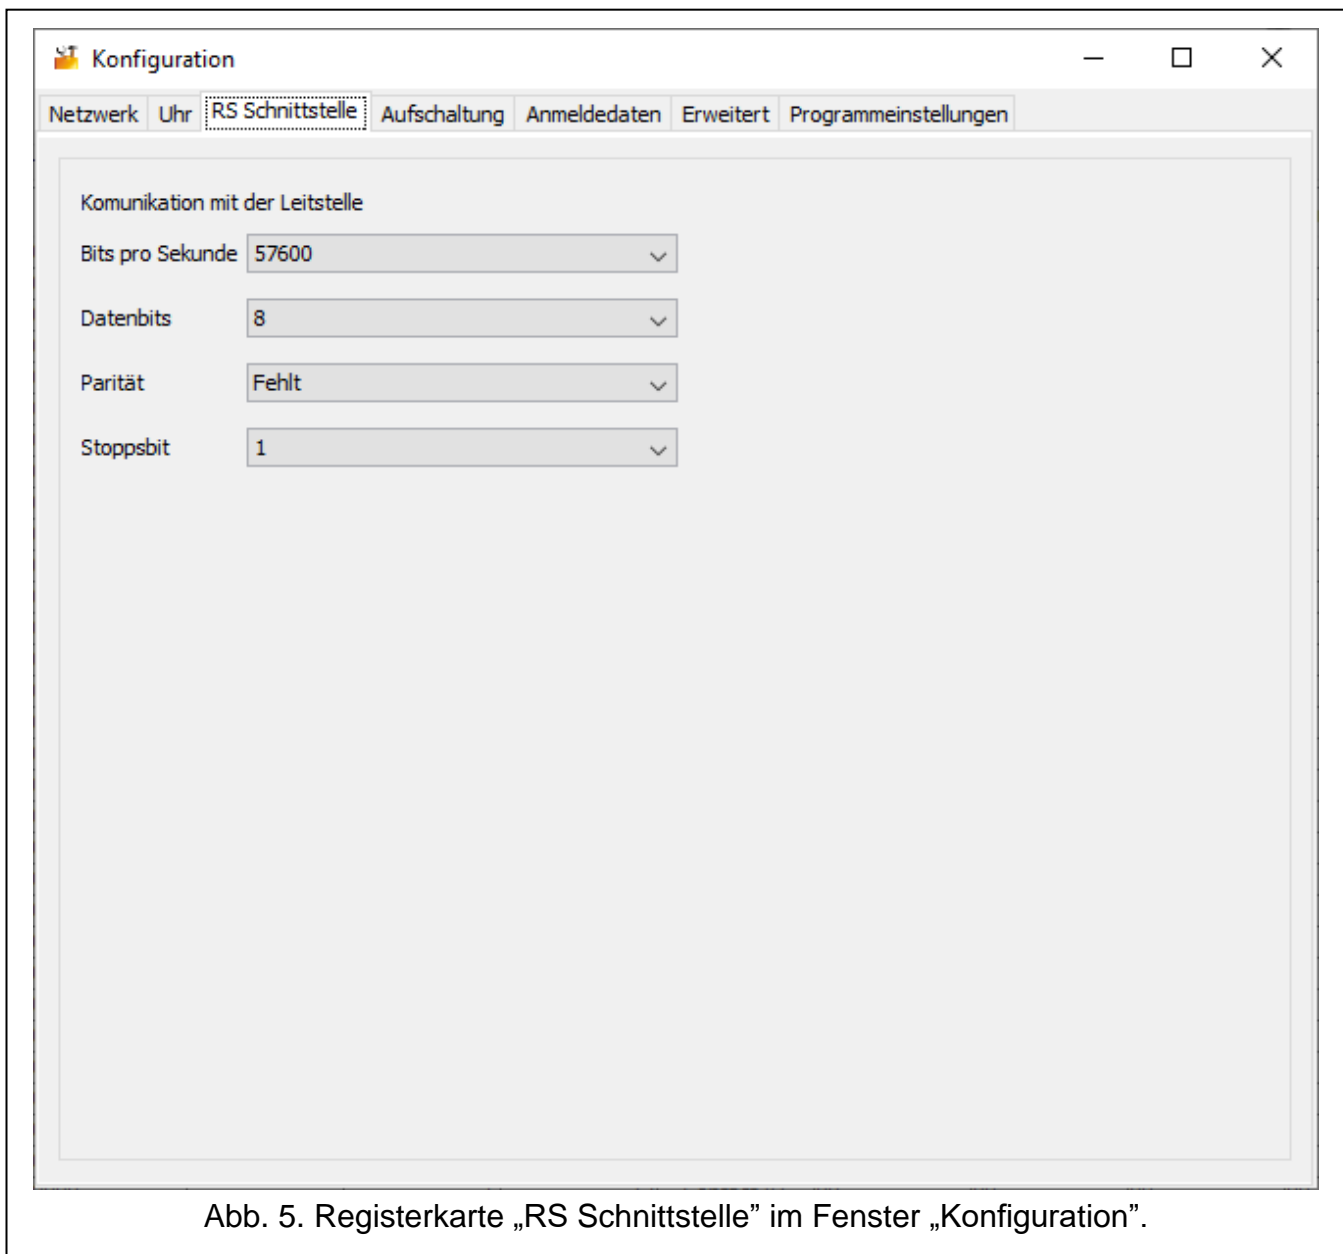 Konfiguration
Netzwerk Uhr RS Schnittstelle Aufschaltung Anmeldedaten Erweitert Programmeinstellungen
Komunikation mit der Leitstelle
Bits pro Sekunde 57600
Datenbits 8
Parität Fehlt
Stoppsbit 1
Abb. 5. Registerkarte „RS Schnittstelle” im Fenster „Konfiguration”.